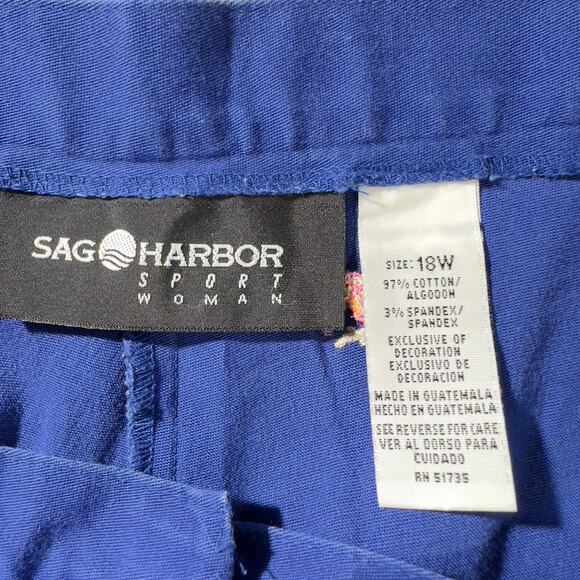 SAG HARBOR
SPORT
WOMAN
SIZE: 18W
97% COTTON/
ALGODON
3% SPANDEX/
SPANDEX
EXCLUSIVE OF
DECORATION
EXCLUSIVO DE
DECORACION
MADE IN GUATEMALA
HECHO EN GUATEMALA
SEE REVERSE FOR CARE
VER AL DORSO PARA
CUIDADO
RN 51735